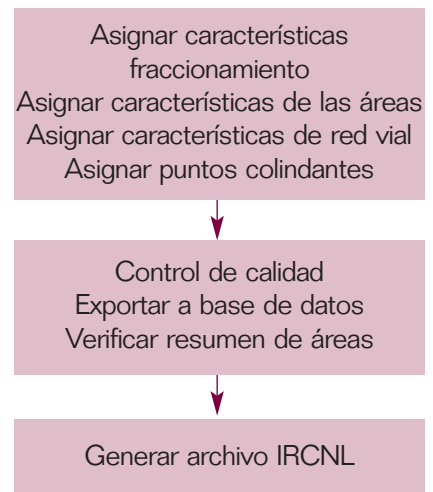 Asignar características
fraccionamiento
Asignar características de las áreas
Asignar características de red vial
Asignar puntos colindantes
Control de calidad
Exportar a base de datos
Verificar resumen de áreas
Generar archivo IRCNL